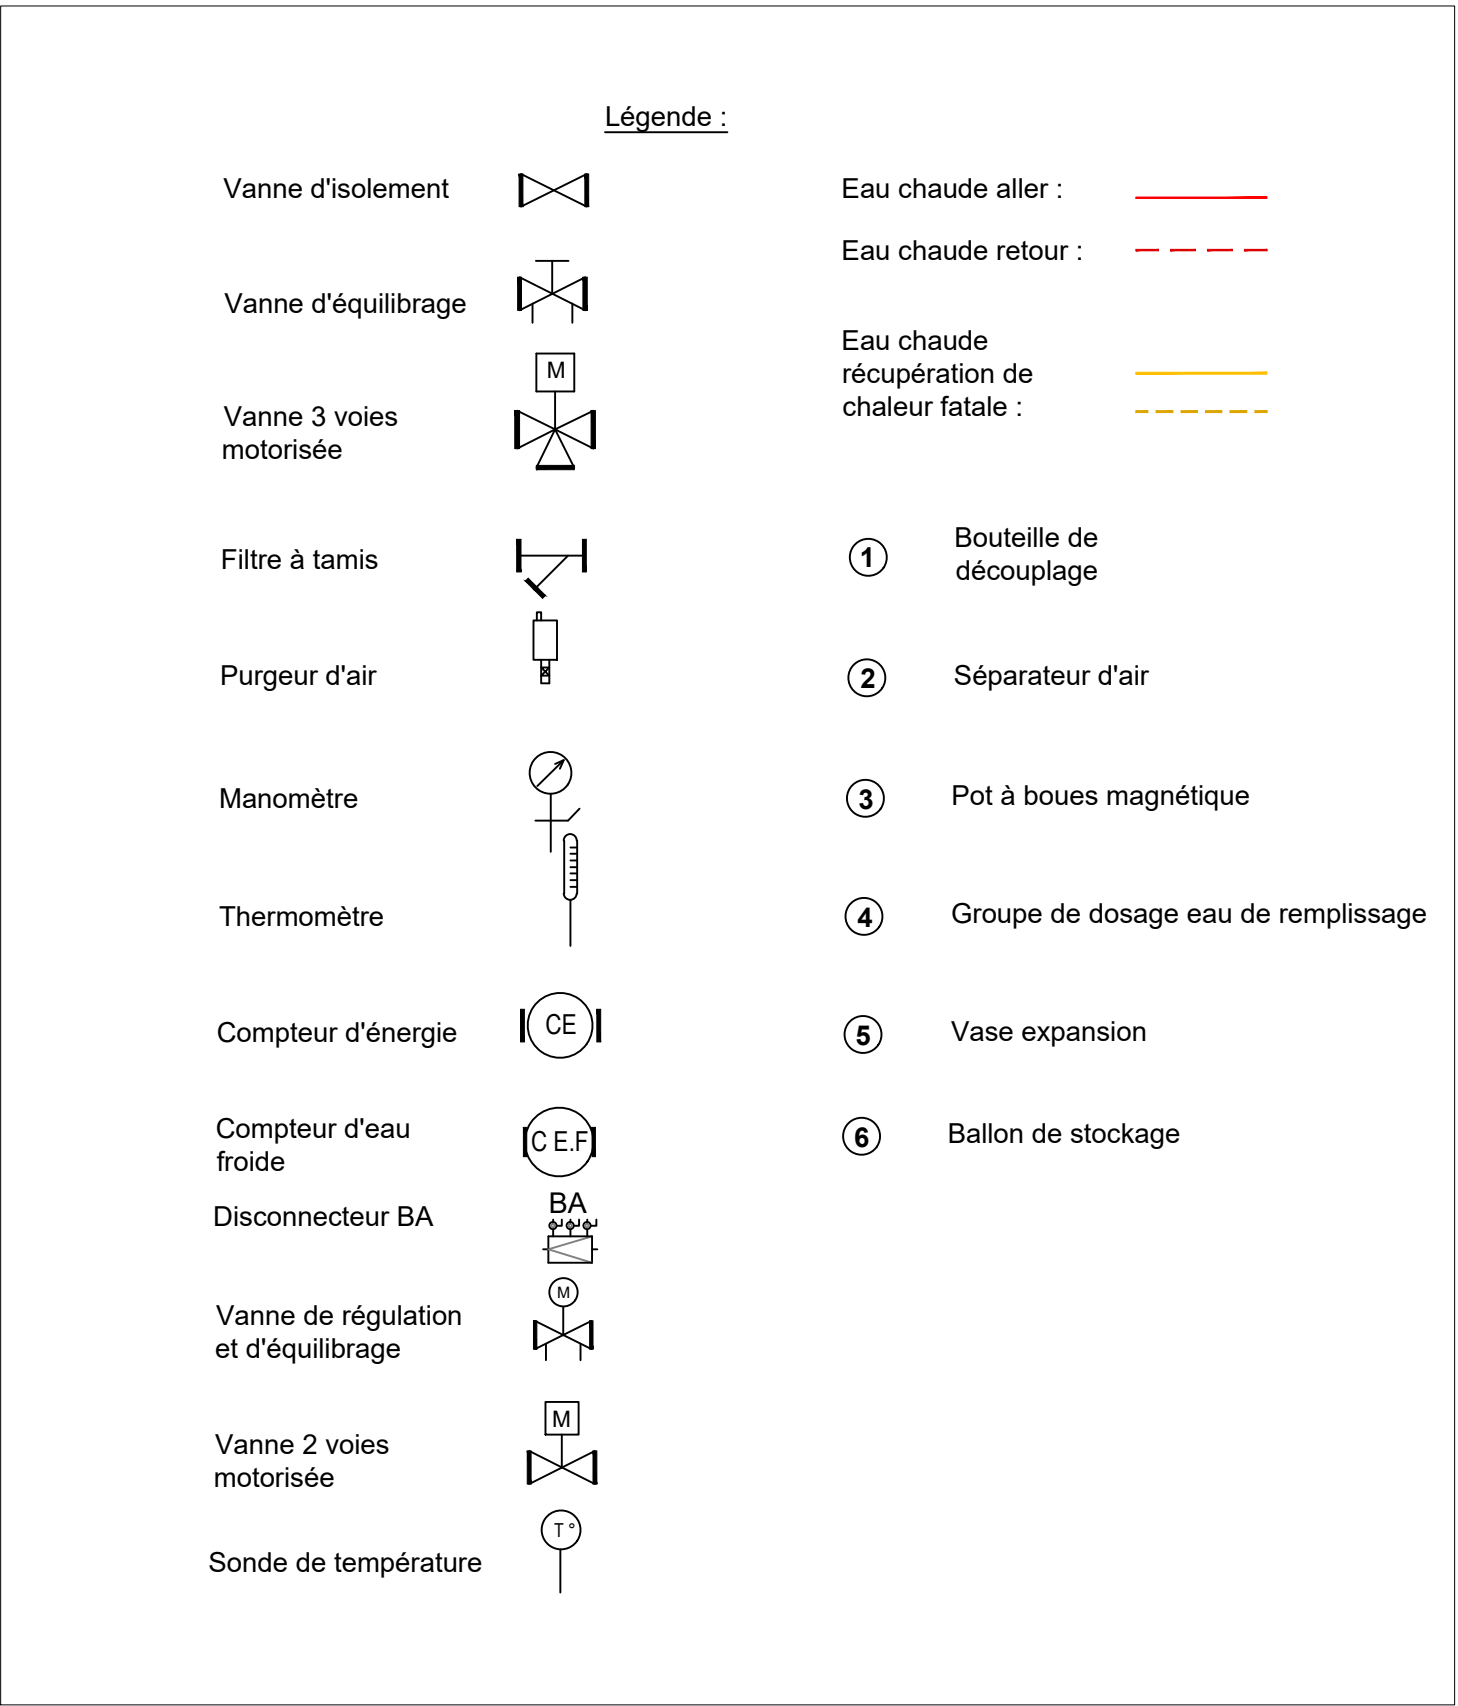 Légende :
Vanne d'isolement
Vanne d'équilibrage
M
Vanne 3 voies
motorisée
Filtre à tamis
Purgeur d'air
Manomètre
Thermomètre
Compteur d'énergie
CE
Compteur d'eau
froide
C E.F
Disconnecteur BA
BA
Vanne de régulation
et d'équilibrage
M
Vanne 2 voies
motorisée
M
Sonde de température
T°
Eau chaude aller :
Eau chaude retour :
Eau chaude
récupération de
chaleur fatale :
1 Bouteille de
découplage
2 Séparateur d'air
3 Pot à boues magnétique
4 Groupe de dosage eau de remplissage
5 Vase expansion
6 Ballon de stockage